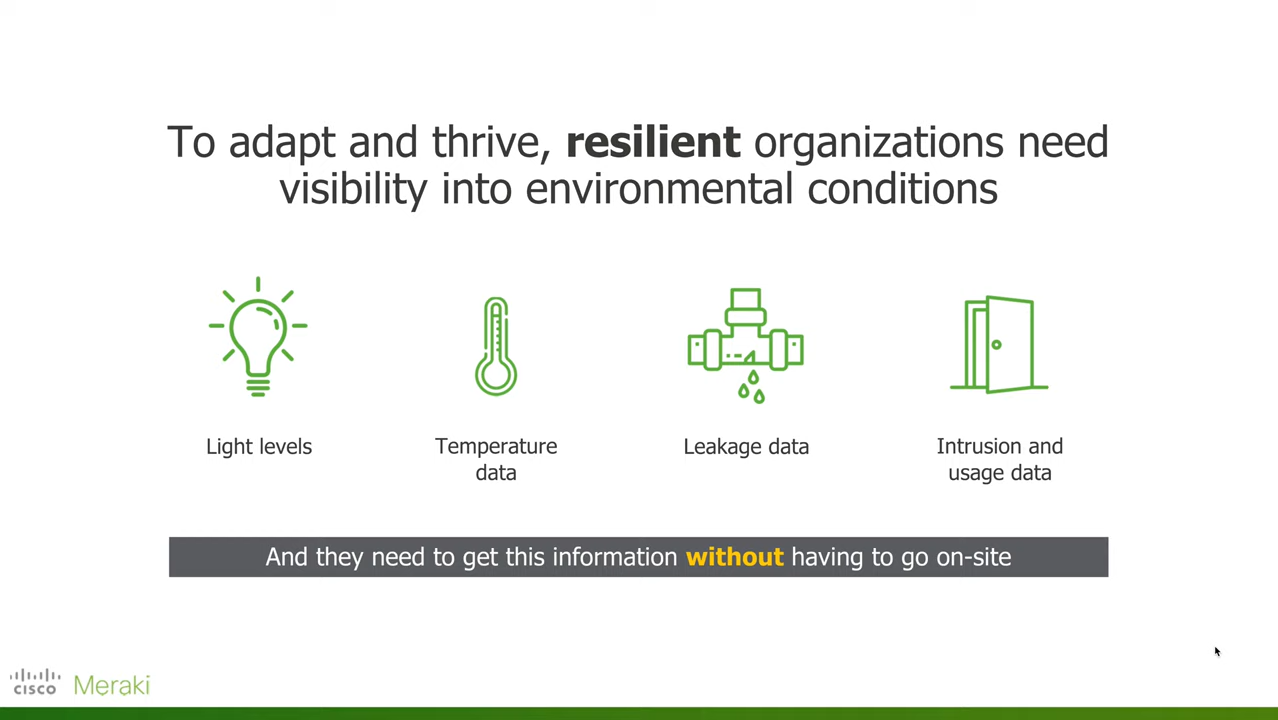 To adapt and thrive, resilient organizations need
visibility into environmental conditions
Light levels
Temperature
data
Leakage data
Intrusion and
usage data
And they need to get this information without having to go on-site
CISCO Meraki